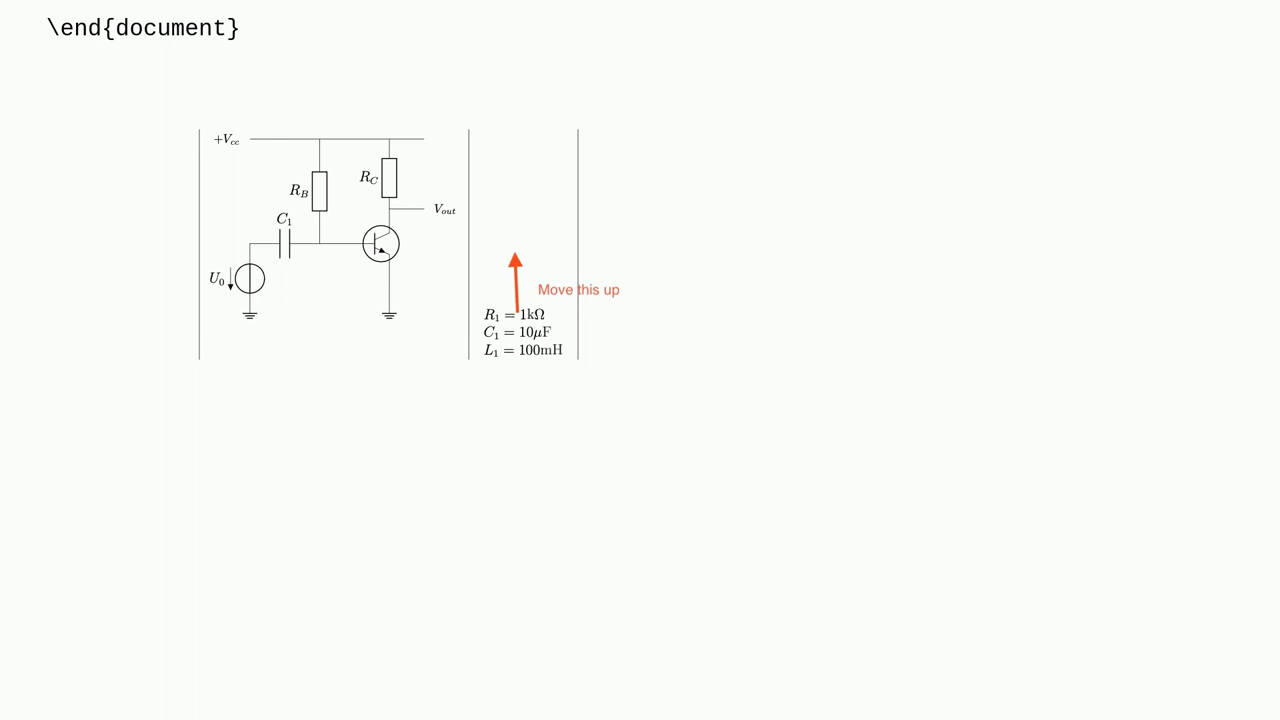 \end{document}
+V_cc
R_C
R_B
V_out
C_1
U_0
Move this up
R_1 = 1kΩ
C_1 = 10μF
L_1 = 100mH